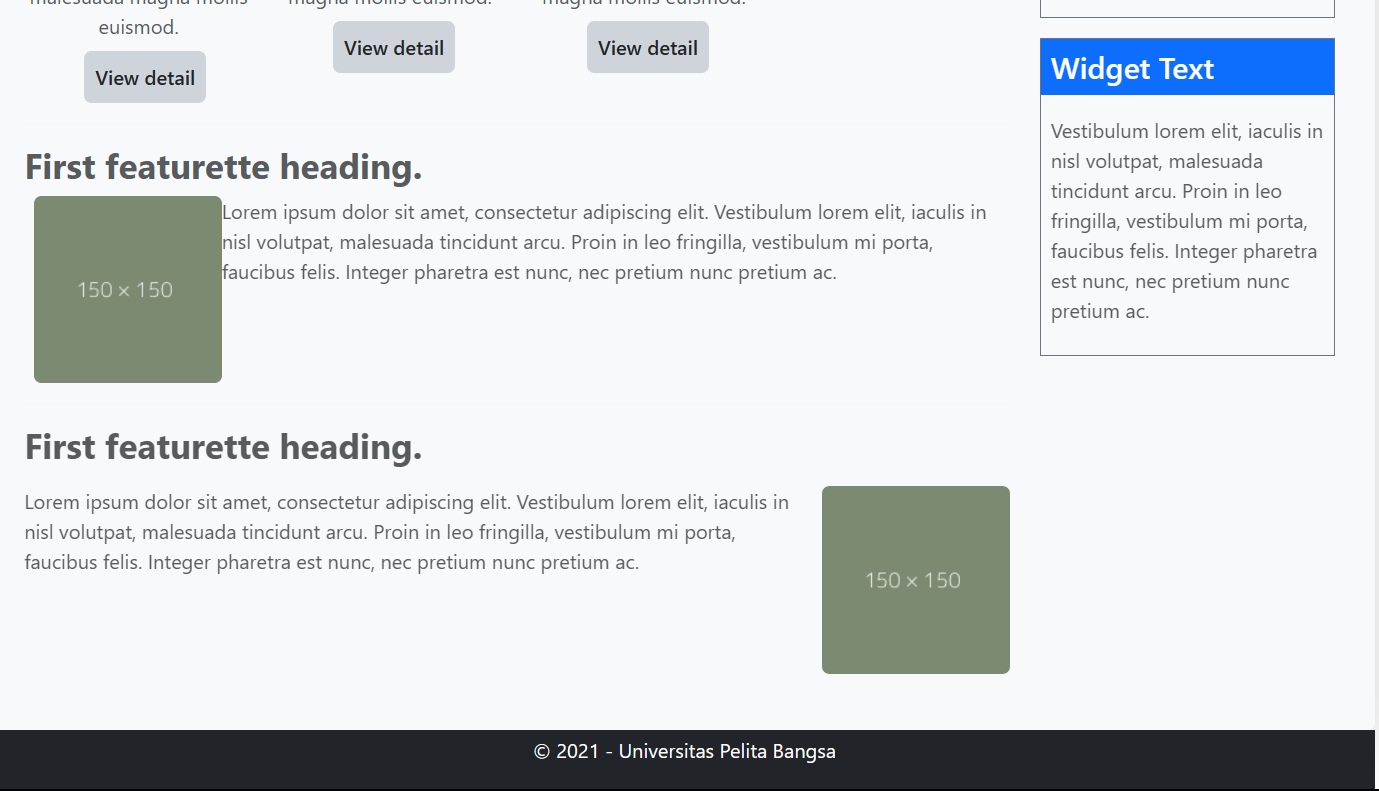 malesuada magna mollis
euismod.
View detail
magna mollis euismod.
View detail
magna mollis euismod.
View detail
First featurette heading.
150 × 150
Lorem ipsum dolor sit amet, consectetur adipiscing elit. Vestibulum lorem elit, iaculis in
nisl volutpat, malesuada tincidunt arcu. Proin in leo fringilla, vestibulum mi porta,
faucibus felis. Integer pharetra est nunc, nec pretium nunc pretium ac.
First featurette heading.
Lorem ipsum dolor sit amet, consectetur adipiscing elit. Vestibulum lorem elit, iaculis in
nisl volutpat, malesuada tincidunt arcu. Proin in leo fringilla, vestibulum mi porta,
faucibus felis. Integer pharetra est nunc, nec pretium nunc pretium ac.
150 × 150
Widget Text
Vestibulum lorem elit, iaculis in
nisl volutpat, malesuada
tincidunt arcu. Proin in leo
fringilla, vestibulum mi porta,
faucibus felis. Integer pharetra
est nunc, nec pretium nunc
pretium ac.
© 2021 - Universitas Pelita Bangsa